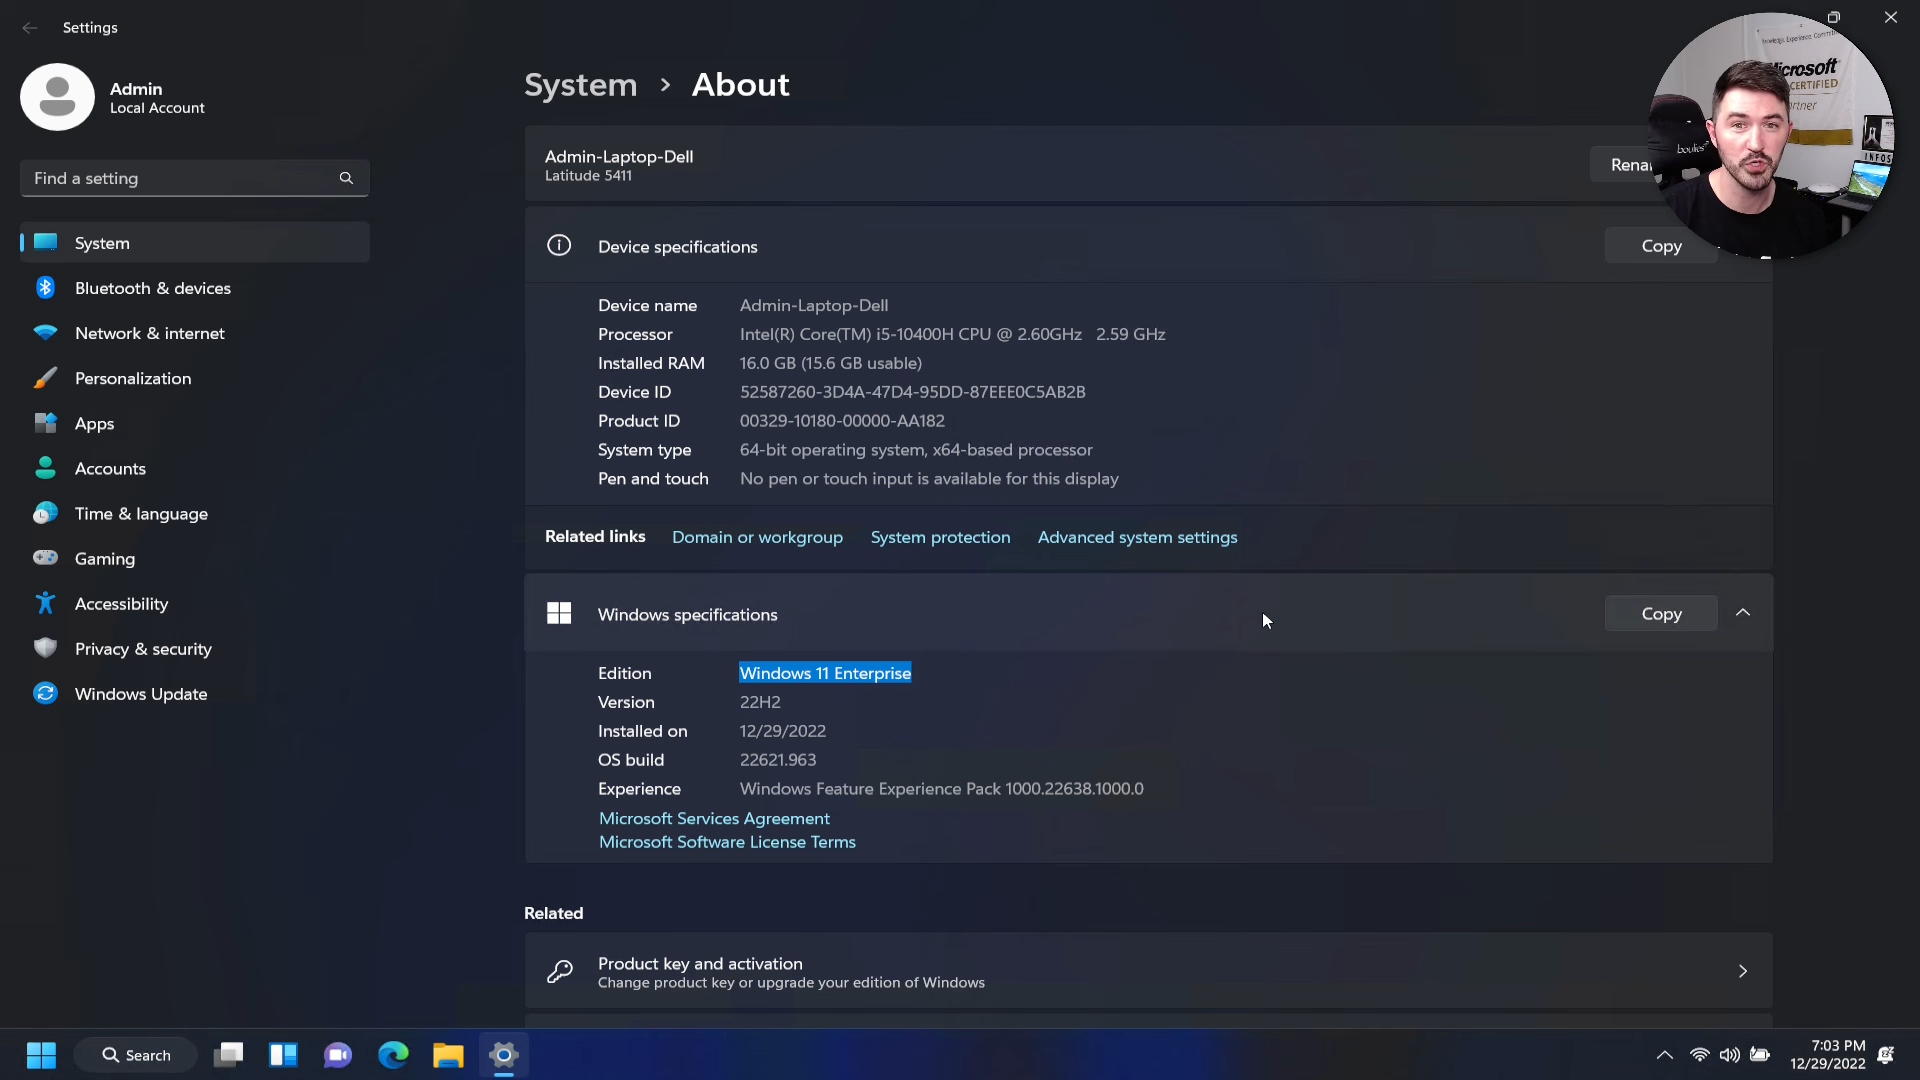 Settings
Admin
Local Account
Find a setting
System
Bluetooth & devices
Network & internet
Personalization
Apps
Accounts
Time & language
Gaming
Accessibility
Privacy & security
Windows Update
System > About
Admin-Laptop-Dell
Latitude 5411
Device specifications
Copy
Device name Admin-Laptop-Dell
Processor Intel(R) Core(TM) i5-10400H CPU @ 2.60GHz 2.59 GHz
Installed RAM 16.0 GB (15.6 GB usable)
Device ID 52587260-3D4A-47D4-95DD-87EEE0C5AB2B
Product ID 00329-10180-00000-AA182
System type 64-bit operating system, x64-based processor
Pen and touch No pen or touch input is available for this display
Related links Domain or workgroup System protection Advanced system settings
Windows specifications
Copy
Edition Windows 11 Enterprise
Version 22H2
Installed on 12/29/2022
OS build 22621.963
Experience Windows Feature Experience Pack 1000.22638.1000.0
Microsoft Services Agreement
Microsoft Software License Terms
Related
Product key and activation
Change product key or upgrade your edition of Windows
Microsoft
CERTIFIED
boulies
INFOS
Search
7:03 PM
12/29/2022